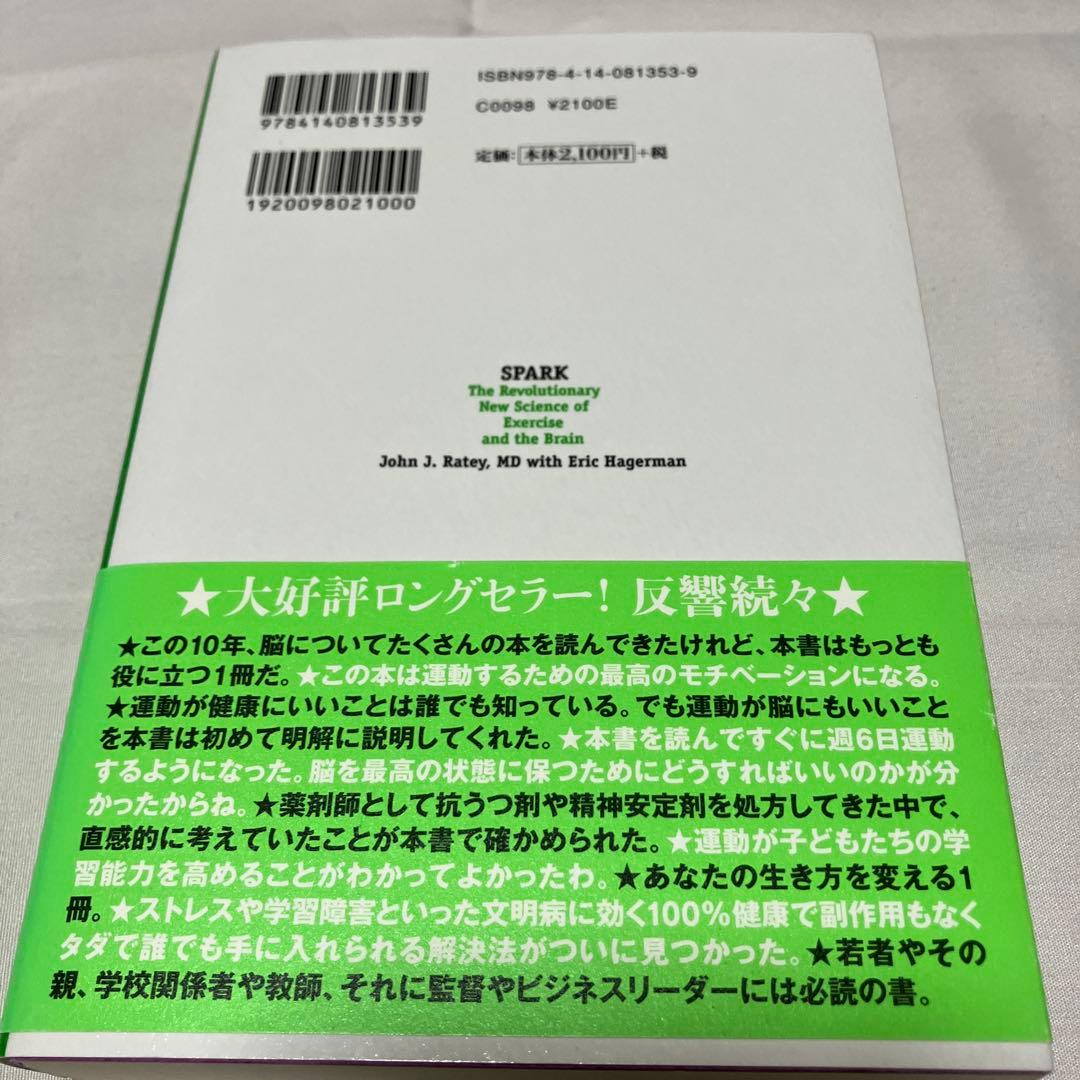 ISBN978-4-14-081353-9
9784140813539
C0098 ¥2100E
定価：本体2,100円+税
1920098021000
SPARK
The Revolutionary
New Science of
Exercise
and the Brain
John J. Ratey, MD with Eric Hagerman
★大好評ロングセラー！ 反響続々★
★この10年、脳についてたくさんの本を読んできたけれど、本書はもっとも
役に立つ1冊だ。★この本は運動するための最高のモチベーションになる。
★運動が健康にいいことは誰でも知っている。でも運動が脳にもいいこと
を本書は初めて明解に説明してくれた。★本書を読んですぐに週6日運動
するようになった。脳を最高の状態に保つためにどうすればいいのかが分
かったからね。★薬剤師として抗うつ剤や精神安定剤を処方してきた中で、
直感的に考えていたことが本書で確かめられた。★運動が子どもたちの学
習能力を高めることがわかってよかったわ。★あなたの生き方を変える1
冊。★ストレスや学習障害といった文明病に効く100%健康で副作用もなく
タダで誰でも手に入れられる解決法がついに見つかった。★若者やその
親、学校関係者や教師、それに監督やビジネスリーダーには必読の書。